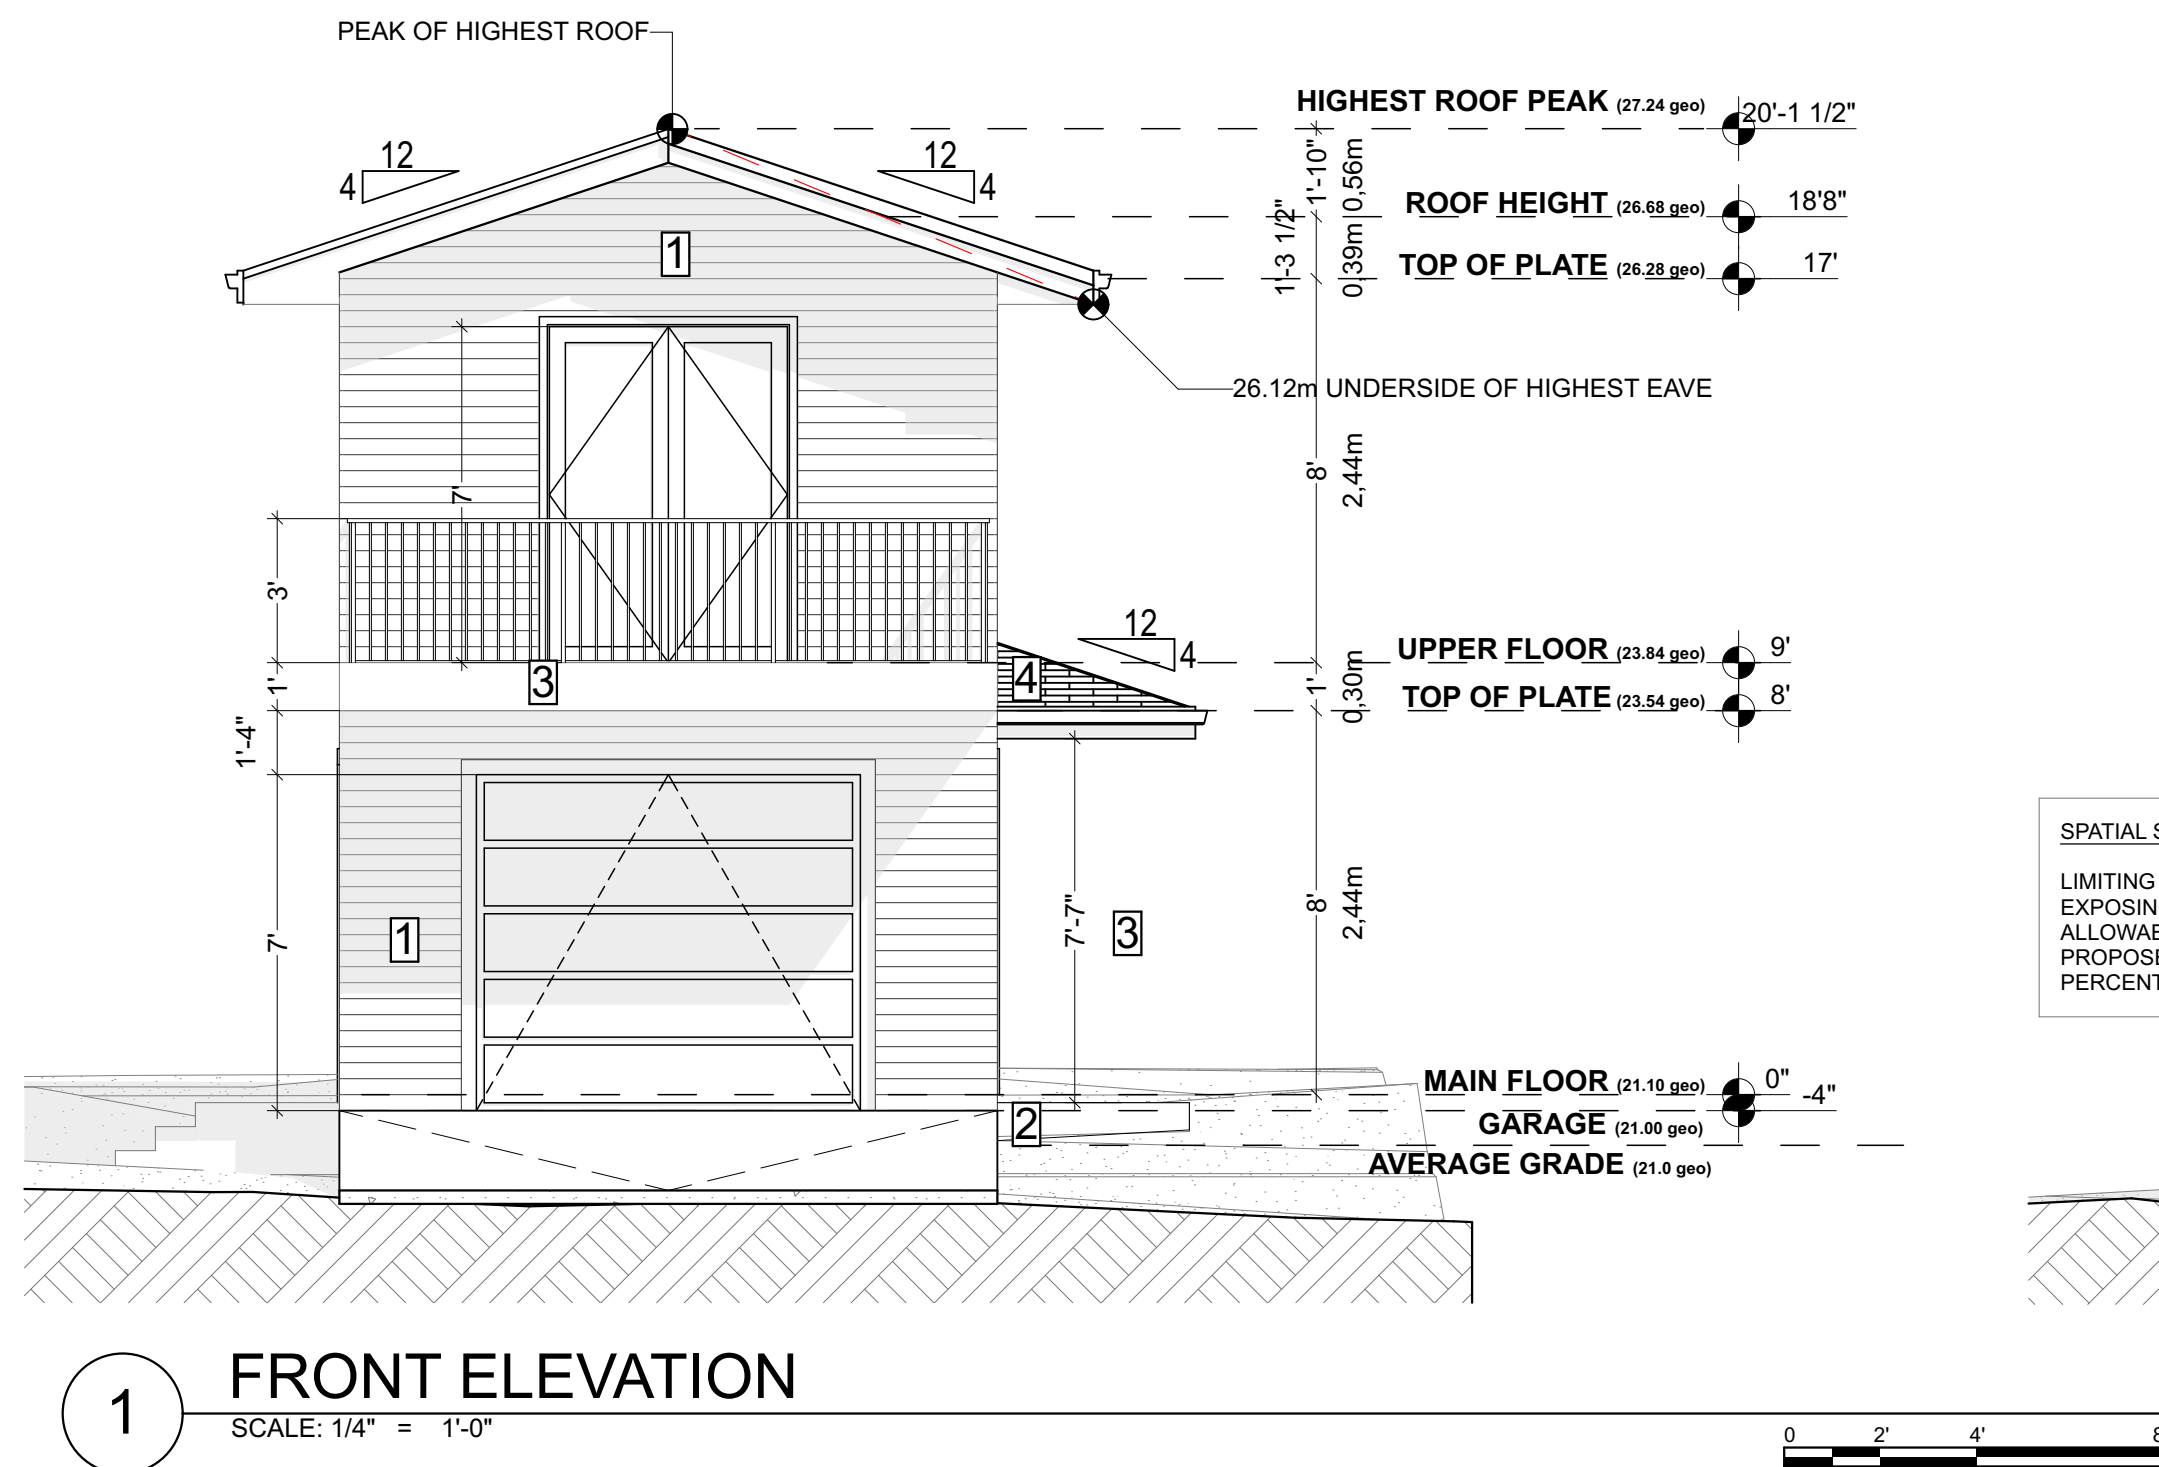 PEAK OF HIGHEST ROOF
HIGHEST ROOF PEAK (27.24 geo) 20'-1 1/2"
12
4
12
4
1'-10"
0,56m
ROOF HEIGHT (26.68 geo) 18'8"
1'-3 1/2"
0,39m
TOP OF PLATE (26.28 geo) 17'
1
26.12m UNDERSIDE OF HIGHEST EAVE
7'
8'
2,44m
3'
12
4
UPPER FLOOR (23.84 geo) 9'
3
4
1'
1'
0,30m
TOP OF PLATE (23.54 geo) 8'
1'-4"
7'
1
7'-7"
3
8'
2,44m
SPATIAL
LIMITING
MAIN FLOOR (21.10 geo) 0"
-4"
2
GARAGE (21.00 geo)
AVERAGE GRADE (21.0 geo)
1
FRONT ELEVATION
SCALE: 1/4" = 1'-0"
0 2' 4' 8